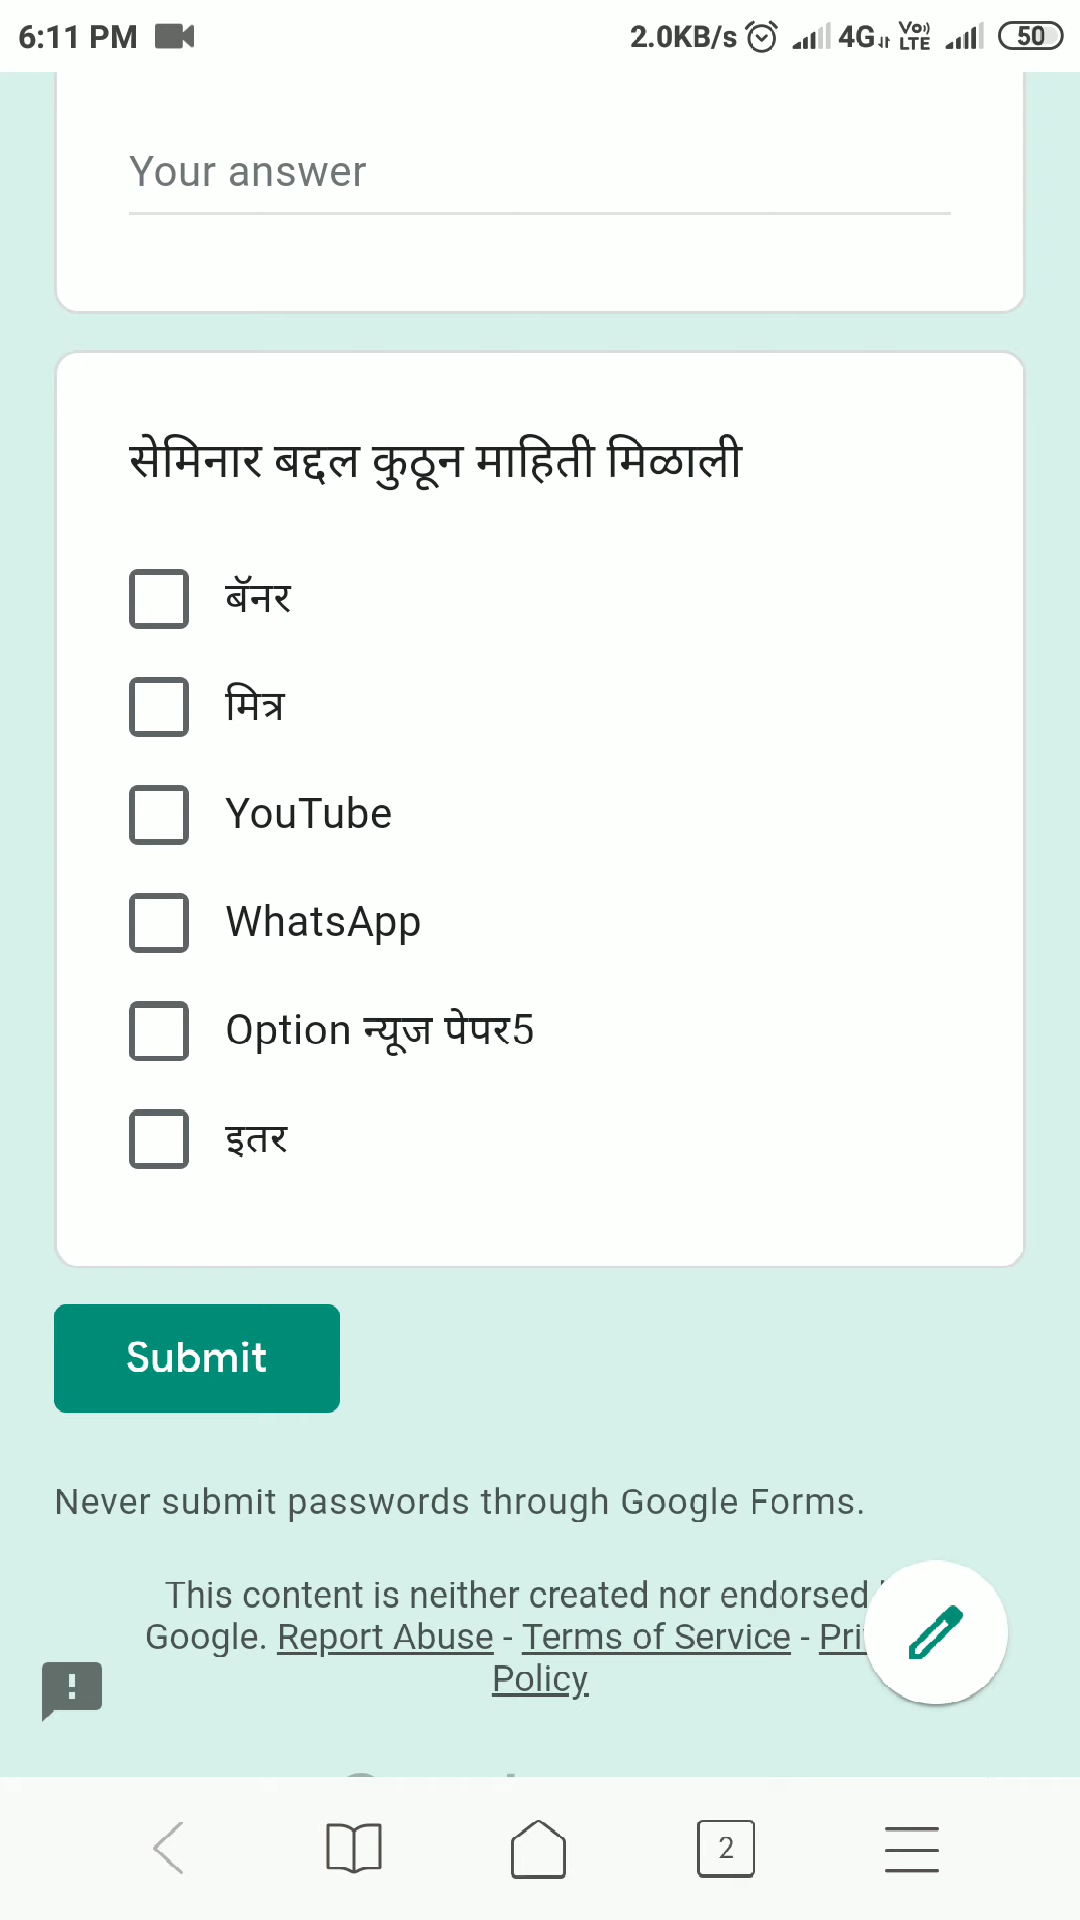 6:11 PM 2.0KB/s 4G VoLTE 50
Your answer
सेमिनार बद्दल कुठून माहिती मिळाली
बॅनर
मित्र
YouTube
WhatsApp
Option न्यूज पेपर5
इतर
Submit
Never submit passwords through Google Forms.
This content is neither created nor endorsed
Google. Report Abuse - Terms of Service - Pri
Policy
2